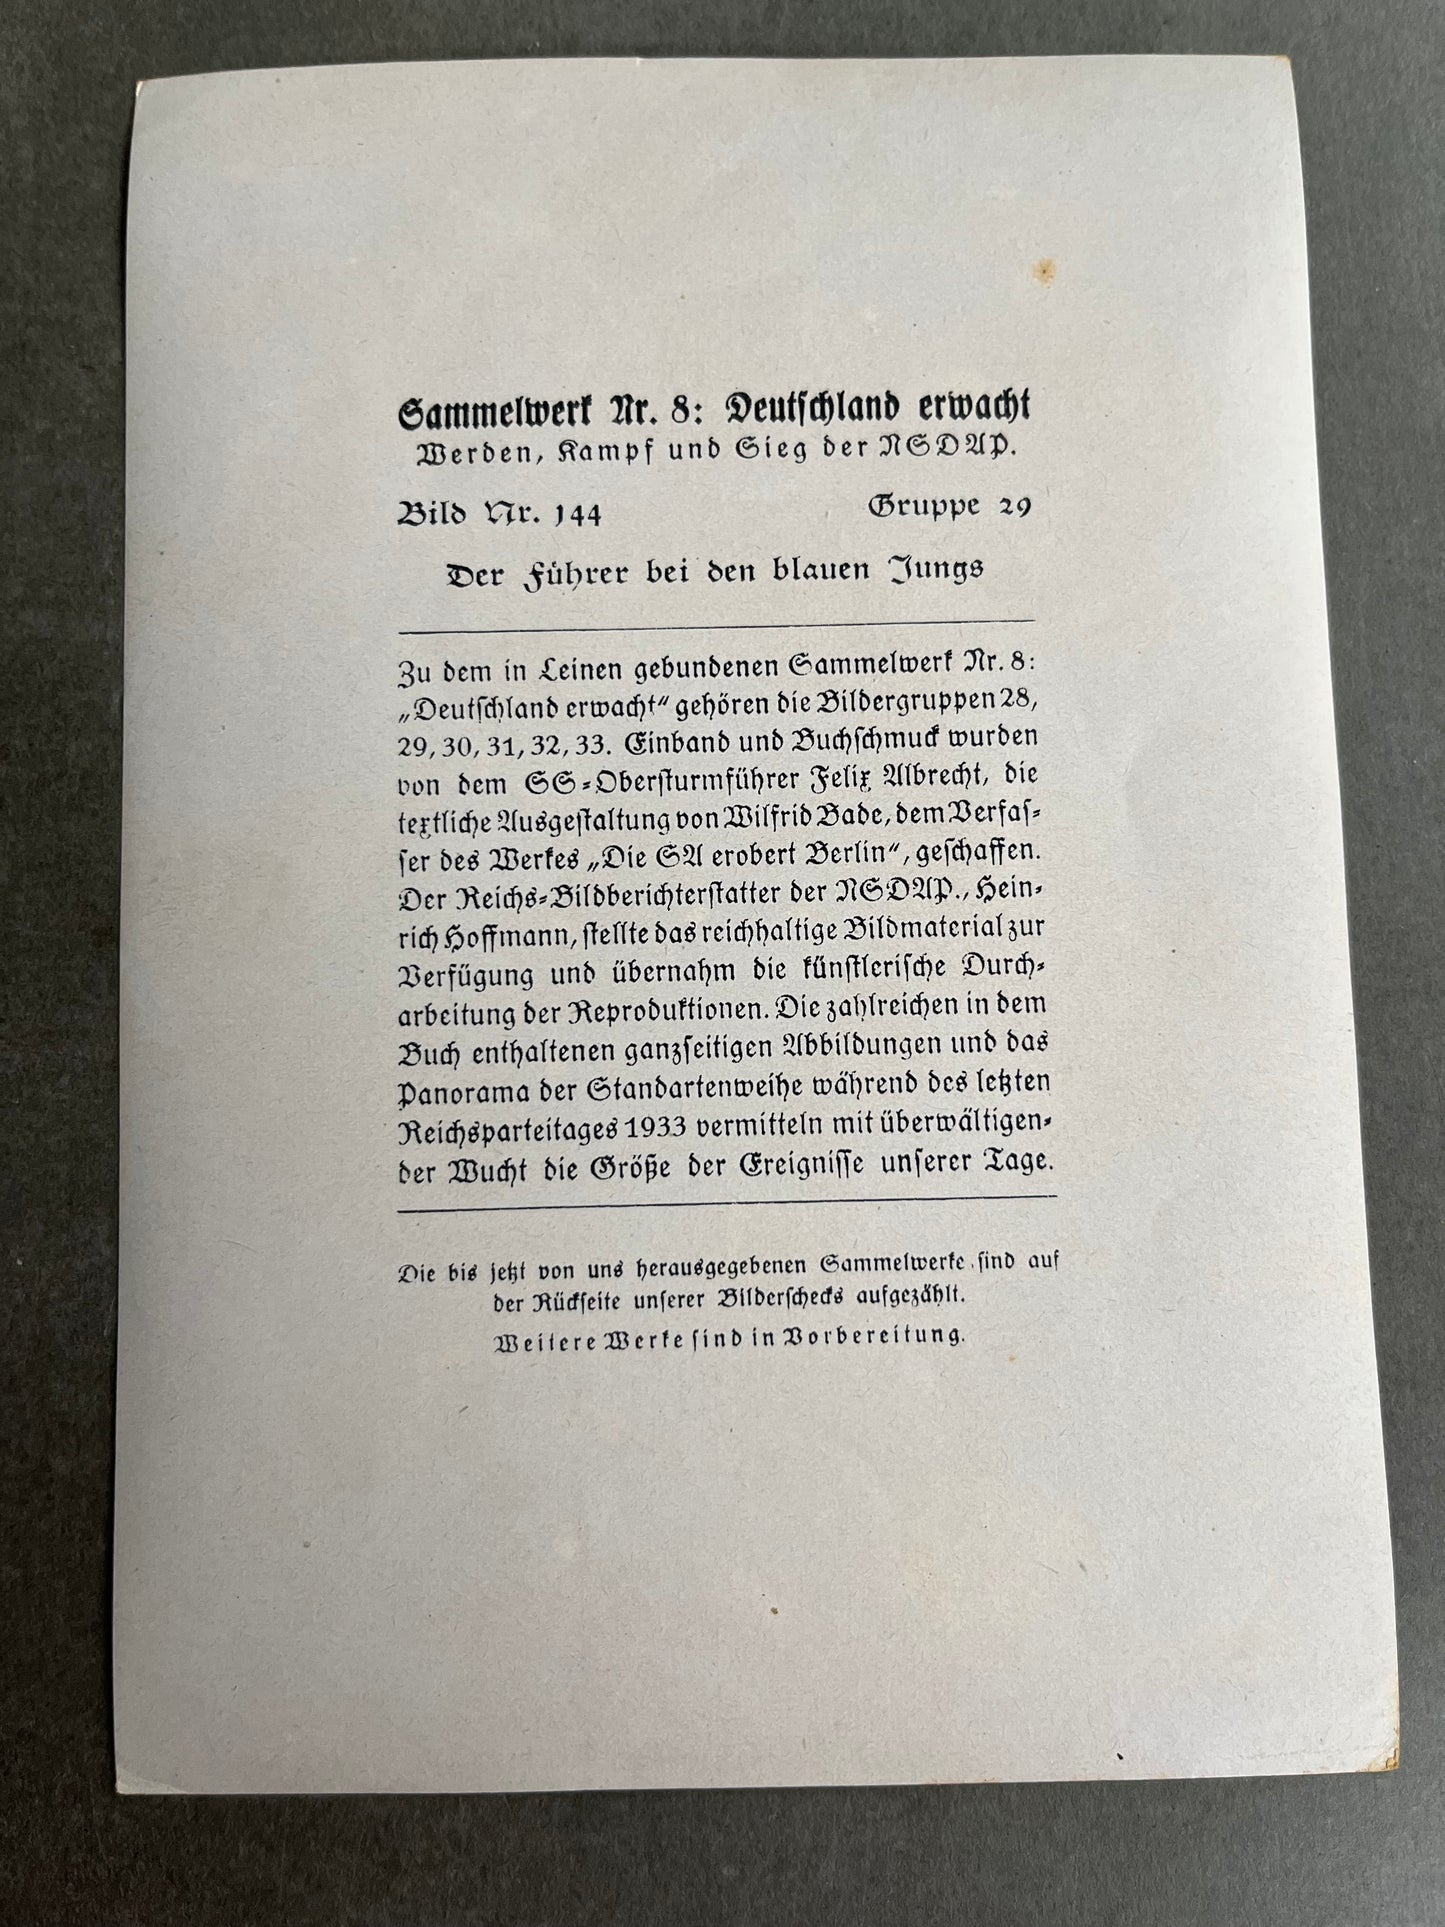 Sammelwerk Nr. 8: Deutschland erwacht
Werden, Kampf und Sieg der NSDAP.
Bild Nr. 144 Gruppe 29
Der Führer bei den blauen Jungs
Zu dem in Leinen gebundenen Sammelwerk Nr. 8:
„Deutschland erwacht“ gehören die Bildergruppen 28,
29, 30, 31, 32, 33. Einband und Buchschmuck wurden
von dem SS-Obersturmführer Felix Albrecht, die
textliche Ausgestaltung von Wilfrid Bade, dem Verfas-
ser des Werkes „Die SA erobert Berlin“, geschaffen.
Der Reichs-Bildberichterstatter der NSDAP., Hein-
rich Hoffmann, stellte das reichhaltige Bildmaterial zur
Verfügung und übernahm die künstlerische Durch-
arbeitung der Reproduktionen. Die zahlreichen in dem
Buch enthaltenen ganzseitigen Abbildungen und das
Panorama der Standartenweihe während des letzten
Reichsparteitages 1933 vermitteln mit überwältigen-
der Wucht die Größe der Ereignisse unserer Tage.
Die bis jetzt von uns herausgegebenen Sammelwerke sind auf
der Rückseite unserer Bilderschecks aufgezählt.
Weitere Werke sind in Vorbereitung.